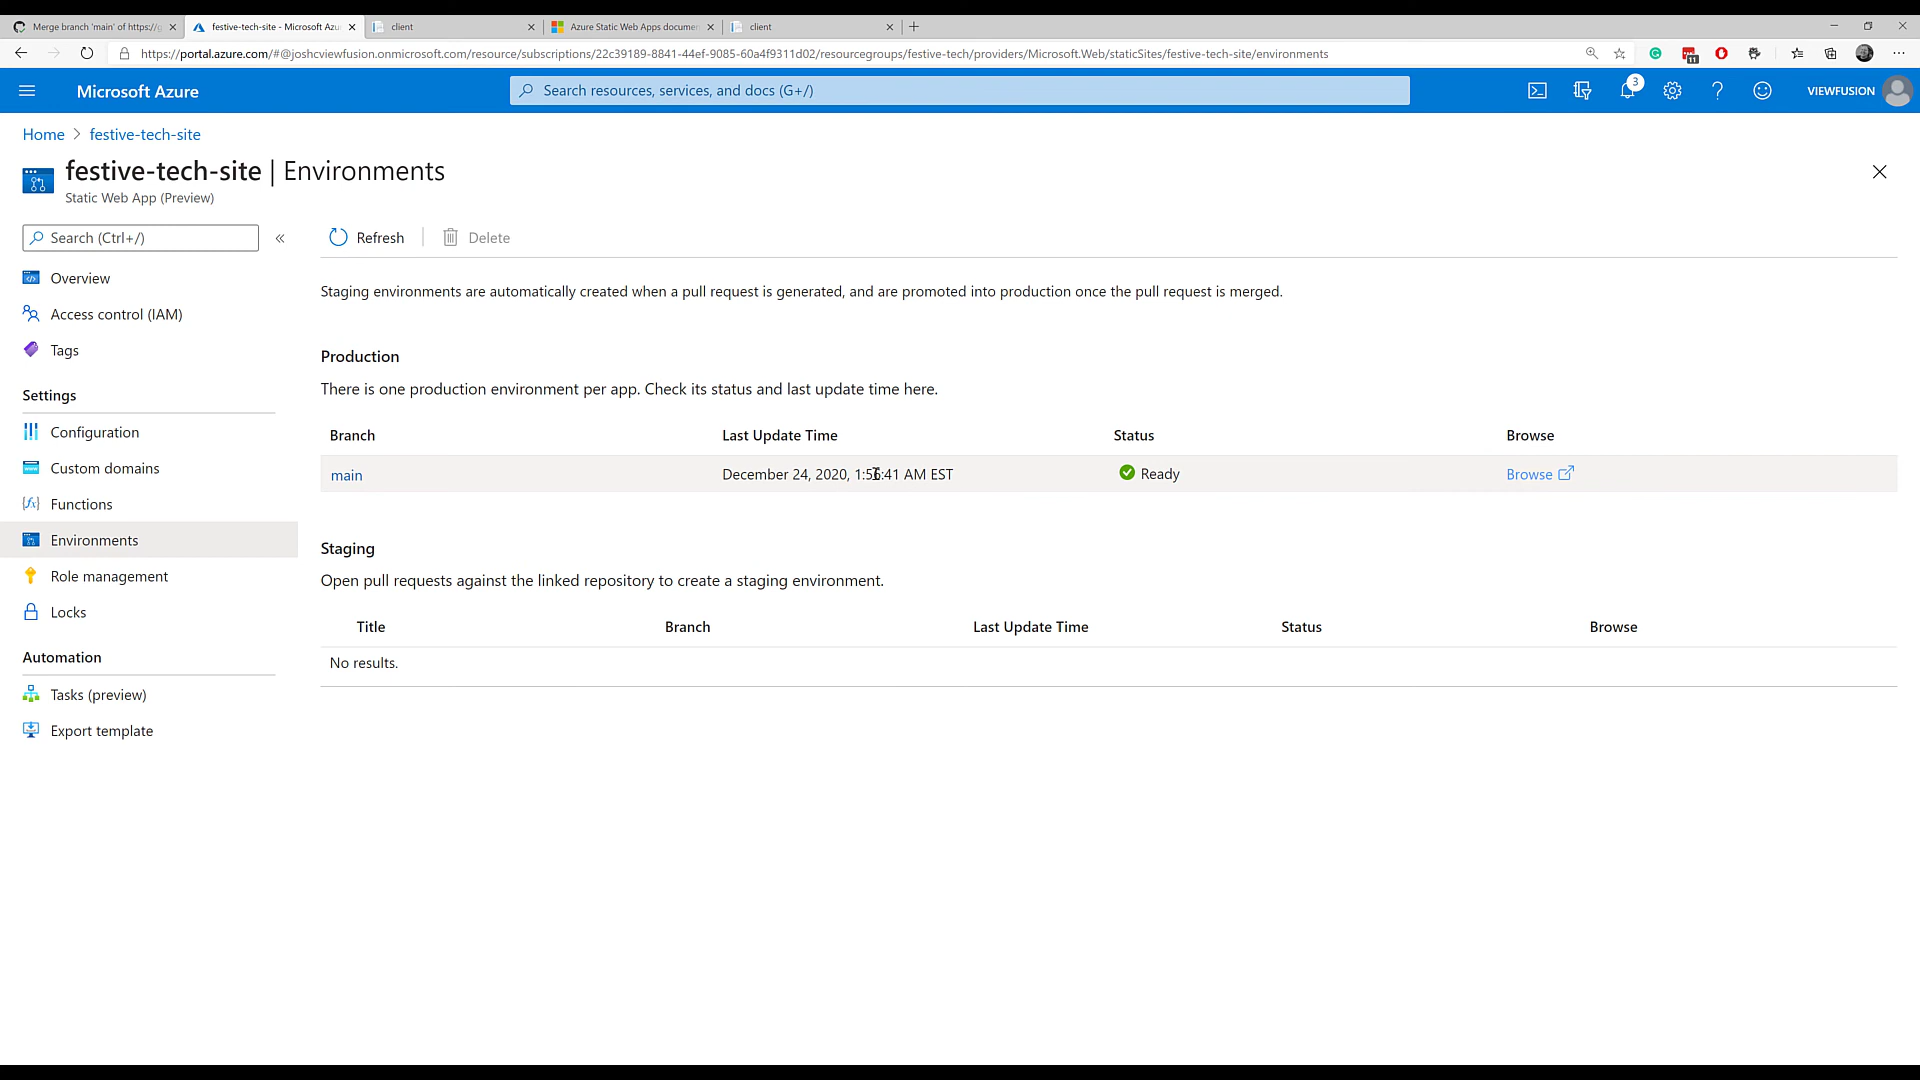 Merge branch 'main' of https://g
festive-tech-site - Microsoft Azu
client
Azure Static Web Apps documen
client
https://portal.azure.com/#@joshcviewfusion.onmicrosoft.com/resource/subscriptions/22c39189-8841-44ef-9085-60a4f9311d02/resourcegroups/festive-tech/providers/Microsoft.Web/staticSites/festive-tech-site/environments
11
Microsoft Azure
Search resources, services, and docs (G+/)
3
VIEWFUSION
Home > festive-tech-site
festive-tech-site | Environments
Static Web App (Preview)
Search (Ctrl+/)
«
Refresh
Delete
Overview
Access control (IAM)
Tags
Settings
Configuration
Custom domains
Functions
Environments
Role management
Locks
Automation
Tasks (preview)
Export template
Staging environments are automatically created when a pull request is generated, and are promoted into production once the pull request is merged.
Production
There is one production environment per app. Check its status and last update time here.
Branch Last Update Time Status Browse
main December 24, 2020, 1:56:41 AM EST Ready Browse
Staging
Open pull requests against the linked repository to create a staging environment.
Title Branch Last Update Time Status Browse
No results.